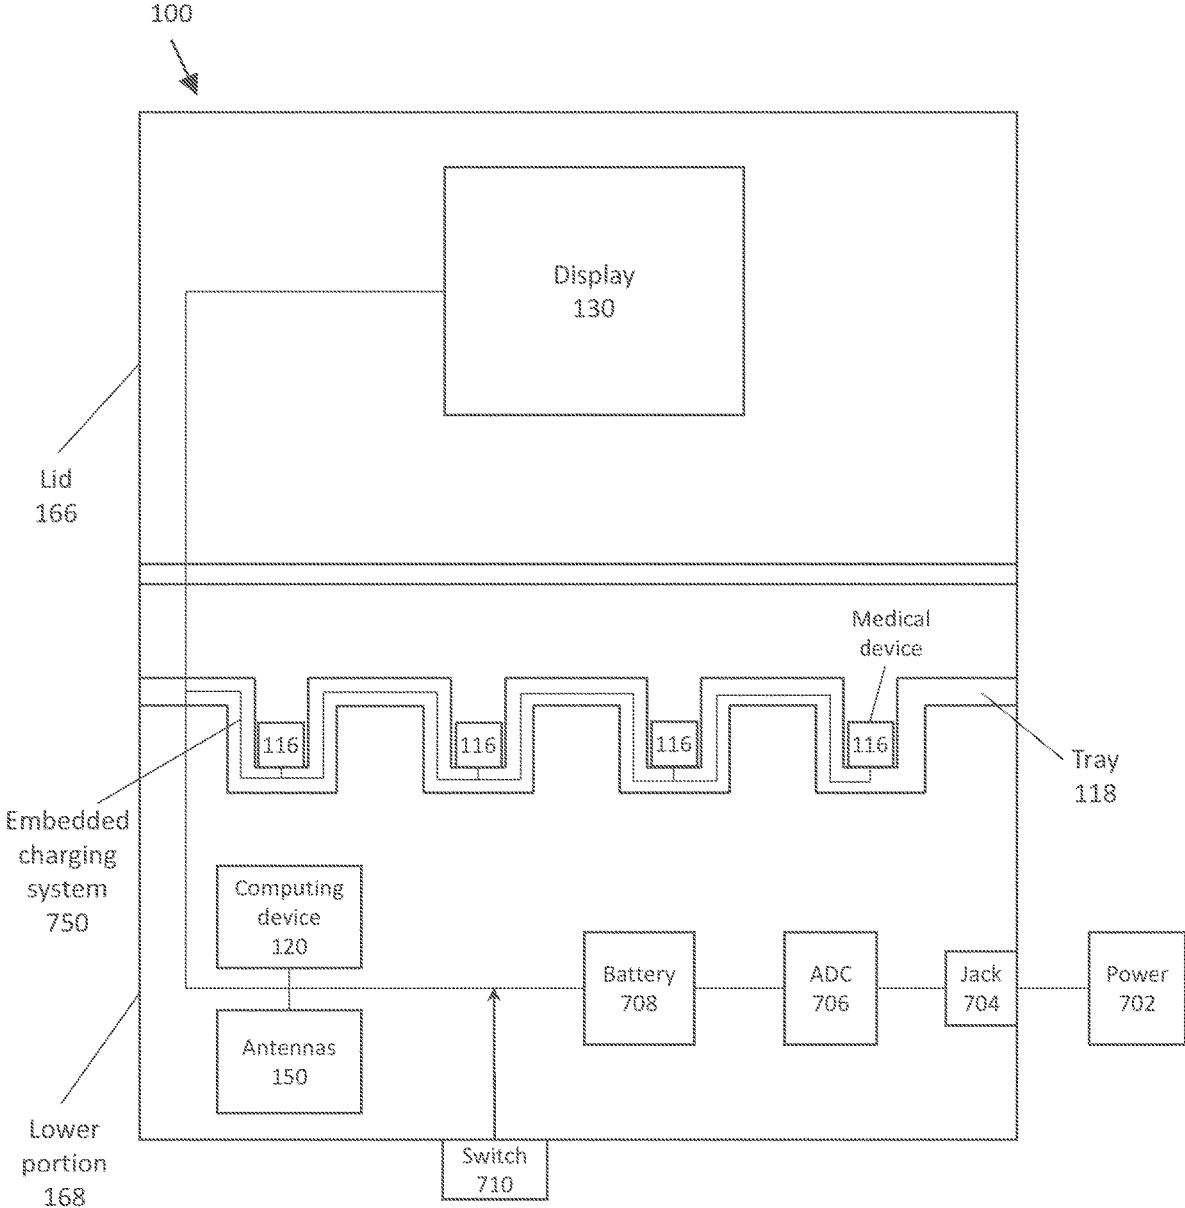 100
Display
130
Lid
166
Medical
device
116
116
116
116
Tray
118
Embedded
charging
system
750
Computing
device
120
Battery
708
ADC
706
Jack
704
Power
702
Antennas
150
Lower
portion
168
Switch
710